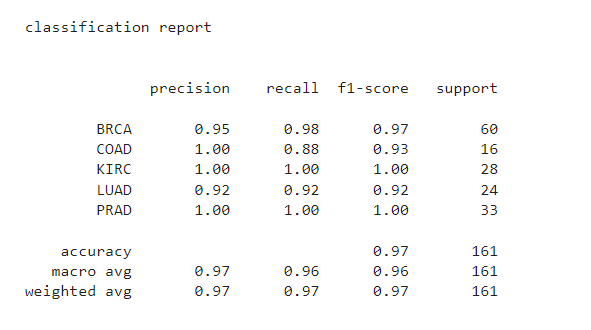 classification report
precision recall f1-score support
BRCA 0.95 0.98 0.97 60
COAD 1.00 0.88 0.93 16
KIRC 1.00 1.00 1.00 28
LUAD 0.92 0.92 0.92 24
PRAD 1.00 1.00 1.00 33
accuracy 0.97 161
macro avg 0.97 0.96 0.96 161
weighted avg 0.97 0.97 0.97 161